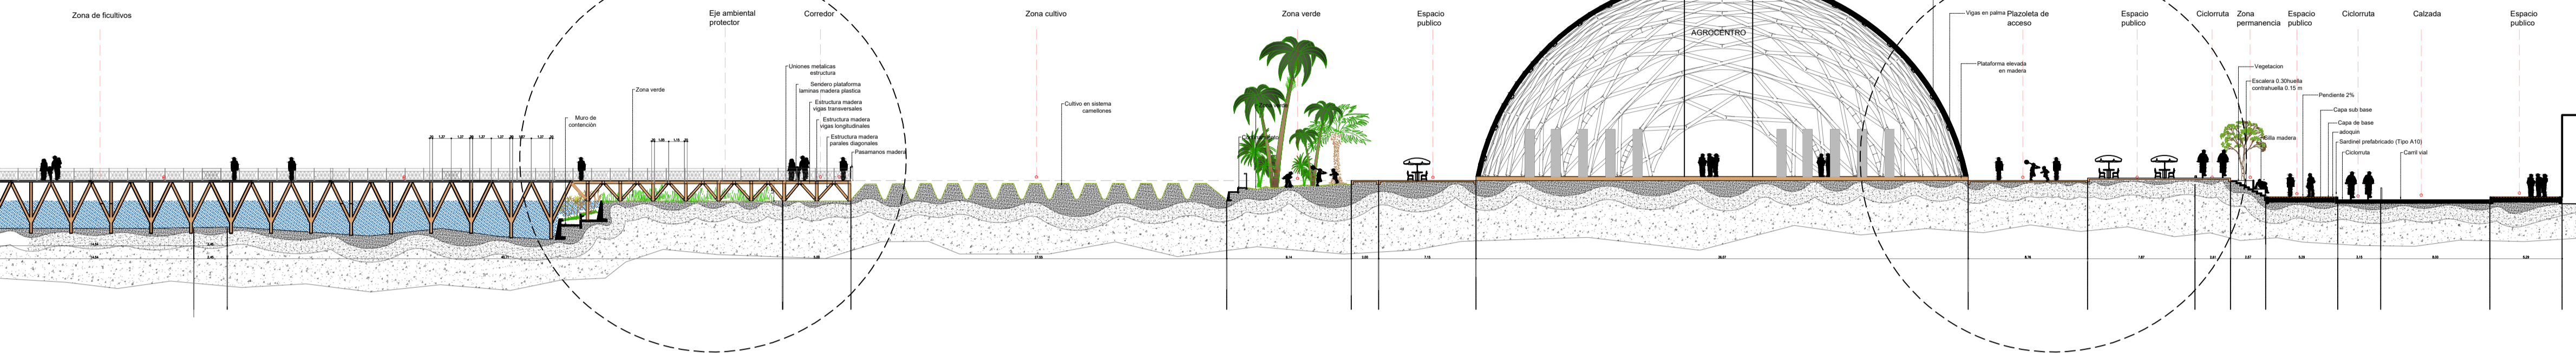 Zona de ficultivos
Eje ambiental
protector
Corredor
Zona cultivo
Zona verde
Espacio
publico
AGROCENTRO
Vigas en palma
Plazoleta de
acceso
Espacio
publico
Ciclorruta
Zona
permanencia
Espacio
publico
Ciclorruta
Calzada
Espacio
publico
Muro de
contención
Zona verde
Uniones metalicas
estructura
Sendero plataforma
laminas madera plastica
Estructura madera
vigas transversales
Estructura madera
vigas longitudinales
Estructura madera
parales diagonales
Pasamanos madera
Cultivo en sistema
camellones
Plataforma elevada
en madera
Vegetacion
Escalera 0.30huella
contrahuella 0.15 m
Silla madera
Pendiente 2%
Capa sub base
Capa de base
adoquin
Sardinel prefabricado (Tipo A10)
Ciclorruta
Carril vial